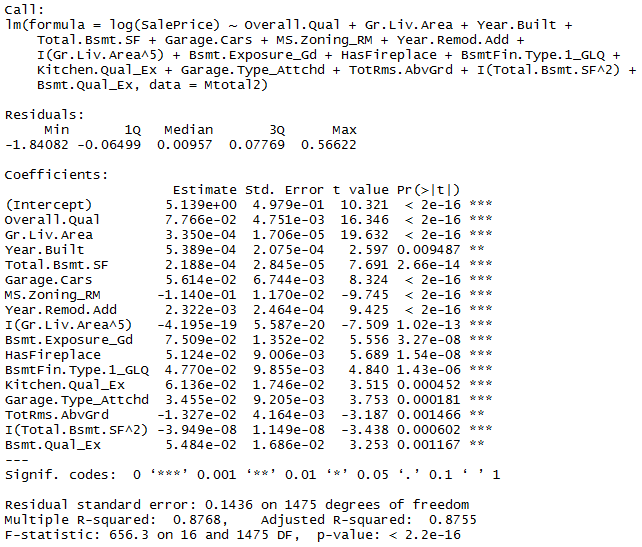 Call:
lm(formula = log(SalePrice) ~ Overall.Qual + Gr.Liv.Area + Year.Built +
    Total.Bsmt.SF + Garage.Cars + MS.Zoning_RM + Year.Remod.Add +
    I(Gr.Liv.Area^5) + Bsmt.Exposure_Gd + HasFireplace + BsmtFin.Type.1_GLQ +
    Kitchen.Qual_Ex + Garage.Type_Attchd + TotRms.AbvGrd + I(Total.Bsmt.SF^2) +
    Bsmt.Qual_Ex, data = Mtotal2)
Residuals:
     Min       1Q   Median       3Q      Max
-1.84082 -0.06499  0.00957  0.07769  0.56622
Coefficients:
                     Estimate Std. Error t value Pr(>|t|)
(Intercept)         5.139e+00  4.979e-01  10.321  < 2e-16 ***
Overall.Qual        7.766e-02  4.751e-03  16.346  < 2e-16 ***
Gr.Liv.Area         3.350e-04  1.706e-05  19.632  < 2e-16 ***
Year.Built          5.389e-04  2.075e-04   2.597 0.009487 **
Total.Bsmt.SF       2.188e-04  2.845e-05   7.691 2.66e-14 ***
Garage.Cars         5.614e-02  6.744e-03   8.324  < 2e-16 ***
MS.Zoning_RM       -1.140e-01  1.170e-02  -9.745  < 2e-16 ***
Year.Remod.Add      2.322e-03  2.464e-04   9.425  < 2e-16 ***
I(Gr.Liv.Area^5)   -4.195e-19  5.587e-20  -7.509 1.02e-13 ***
Bsmt.Exposure_Gd    7.509e-02  1.352e-02   5.556 3.27e-08 ***
HasFireplace        5.124e-02  9.006e-03   5.689 1.54e-08 ***
BsmtFin.Type.1_GLQ  4.770e-02  9.855e-03   4.840 1.43e-06 ***
Kitchen.Qual_Ex     6.136e-02  1.746e-02   3.515 0.000452 ***
Garage.Type_Attchd  3.455e-02  9.205e-03   3.753 0.000181 ***
TotRms.AbvGrd      -1.327e-02  4.164e-03  -3.187 0.001466 **
I(Total.Bsmt.SF^2) -3.949e-08  1.149e-08  -3.438 0.000602 ***
Bsmt.Qual_Ex        5.484e-02  1.686e-02   3.253 0.001167 **
---
Signif. codes:  0 ‘***’ 0.001 ‘**’ 0.01 ‘*’ 0.05 ‘.’ 0.1 ‘ ’ 1
Residual standard error: 0.1436 on 1475 degrees of freedom
Multiple R-squared:  0.8768,    Adjusted R-squared:  0.8755
F-statistic: 656.3 on 16 and 1475 DF,  p-value: < 2.2e-16